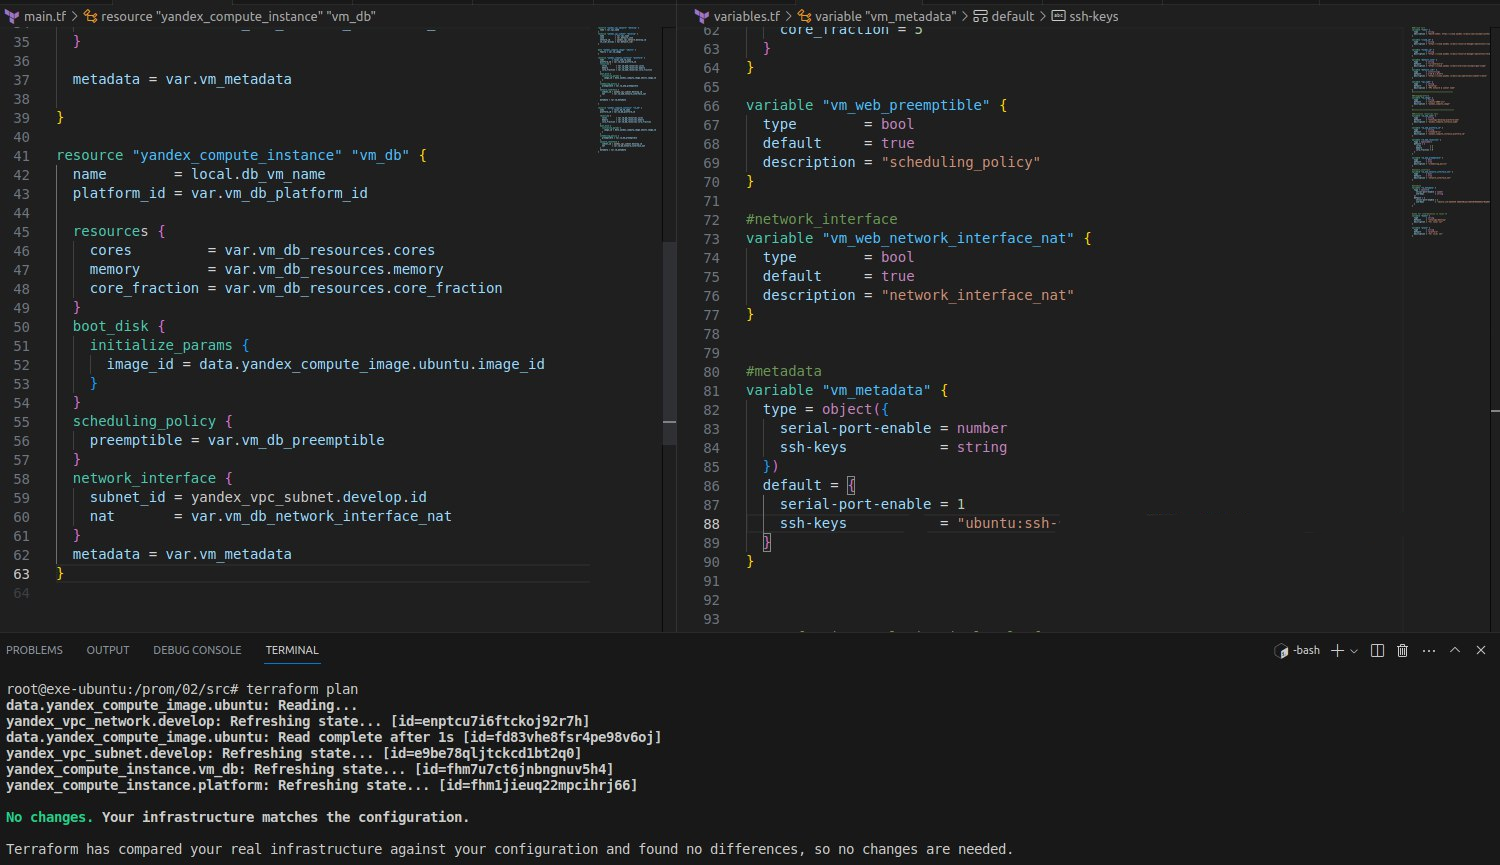 main.tf > resource "yandex_compute_instance" "vm_db"
35 }
36
37 metadata = var.vm_metadata
38
39 }
40
41 resource "yandex_compute_instance" "vm_db" {
42 name        = local.db_vm_name
43 platform_id = var.vm_db_platform_id
44
45 resources {
46 cores         = var.vm_db_resources.cores
47 memory        = var.vm_db_resources.memory
48 core_fraction = var.vm_db_resources.core_fraction
49 }
50 boot_disk {
51 initialize_params {
52 image_id = data.yandex_compute_image.ubuntu.image_id
53 }
54 }
55 scheduling_policy {
56 preemptible = var.vm_db_preemptible
57 }
58 network_interface {
59 subnet_id = yandex_vpc_subnet.develop.id
60 nat       = var.vm_db_network_interface_nat
61 }
62 metadata = var.vm_metadata
63 }
64
variables.tf > variable "vm_metadata" > default > ssh-keys
62 core_fraction = 5
63 }
64 }
65
66 variable "vm_web_preemptible" {
67 type        = bool
68 default     = true
69 description = "scheduling_policy"
70 }
71
72 #network_interface
73 variable "vm_web_network_interface_nat" {
74 type        = bool
75 default     = true
76 description = "network_interface_nat"
77 }
78
79
80 #metadata
81 variable "vm_metadata" {
82 type = object({
83 serial-port-enable = number
84 ssh-keys           = string
85 })
86 default = {
87 serial-port-enable = 1
88 ssh-keys           = "ubuntu:ssh-
89 }
90 }
91
92
93
PROBLEMS OUTPUT DEBUG CONSOLE TERMINAL
-bash
root@exe-ubuntu:/prom/02/src# terraform plan
data.yandex_compute_image.ubuntu: Reading...
yandex_vpc_network.develop: Refreshing state... [id=enptcu7i6ftckoj92r7h]
data.yandex_compute_image.ubuntu: Read complete after 1s [id=fd83vhe8fsr4pe98v6oj]
yandex_vpc_subnet.develop: Refreshing state... [id=e9be78qljtckcd1bt2q0]
yandex_compute_instance.vm_db: Refreshing state... [id=fhm7u7ct6jnbngnuv5h4]
yandex_compute_instance.platform: Refreshing state... [id=fhm1jieuq22mpcihrj66]
No changes. Your infrastructure matches the configuration.
Terraform has compared your real infrastructure against your configuration and found no differences, so no changes are needed.